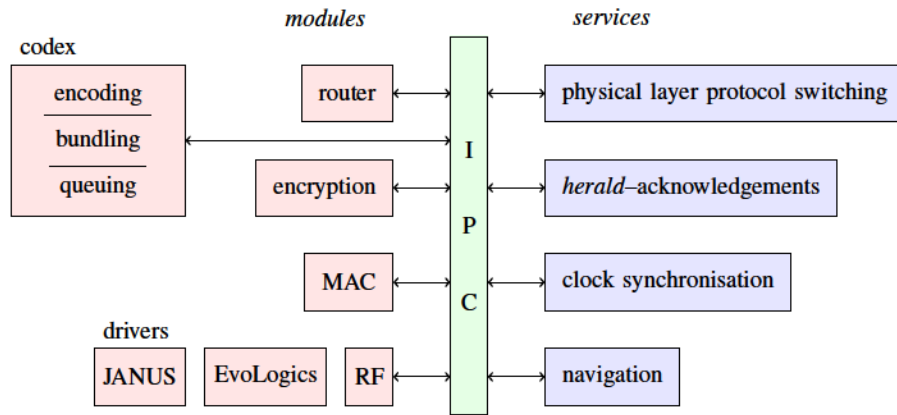 modules
services
codex
encoding
bundling
queuing
router
encryption
MAC
drivers
JANUS
EvoLogics
RF
I
P
C
physical layer protocol switching
herald–acknowledgements
clock synchronisation
navigation